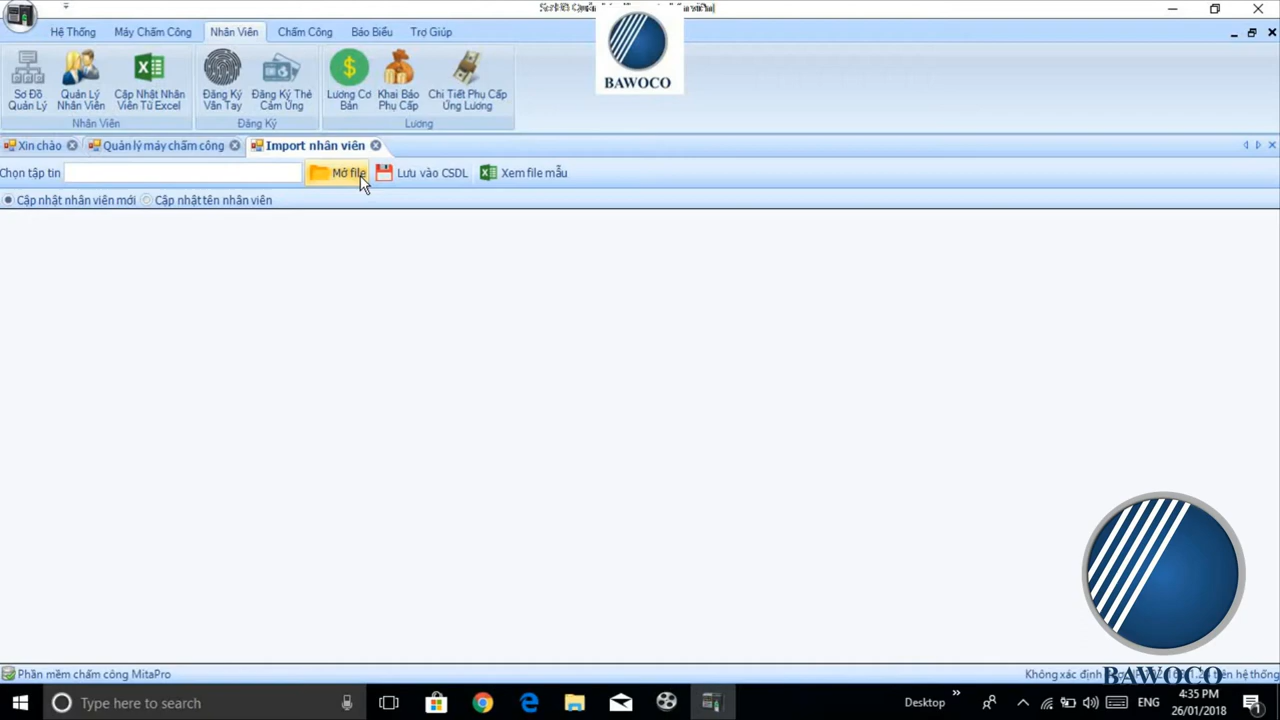 Hệ Thống Máy Chấm Công Nhân Viên Chấm Công Báo Biểu Trợ Giúp
BAWOCO
Sơ Đồ Quản Lý
Quản Lý Nhân Viên
Cập Nhật Nhân Viên Từ Excel
Đăng Ký Vân Tay
Đăng Ký Thẻ Cảm Ứng
Lương Cơ Bản
Khai Báo Phụ Cấp
Chi Tiết Phụ Cấp Ứng Lương
Nhân Viên Đăng Ký Lương
Xin chào Quản lý máy chấm công Import nhân viên
Chọn tập tin Mở file Lưu vào CSDL Xem file mẫu
Cập nhật nhân viên mới Cập nhật tên nhân viên
BAWOCO
Phần mềm chấm công MitaPro Không xác định trên hệ thống
Type here to search Desktop ENG 4:35 PM
26/01/2018